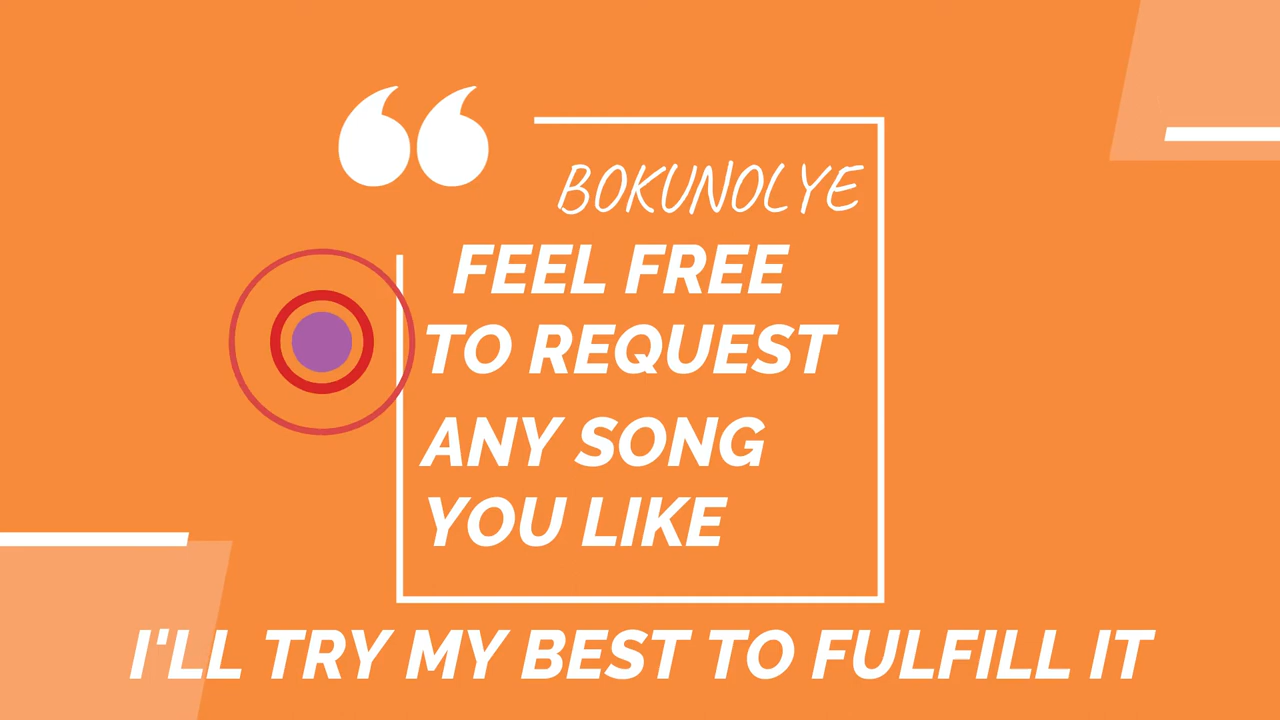 BOKUNOLYE
FEEL FREE
TO REQUEST
ANY SONG
YOU LIKE
I'LL TRY MY BEST TO FULFILL IT